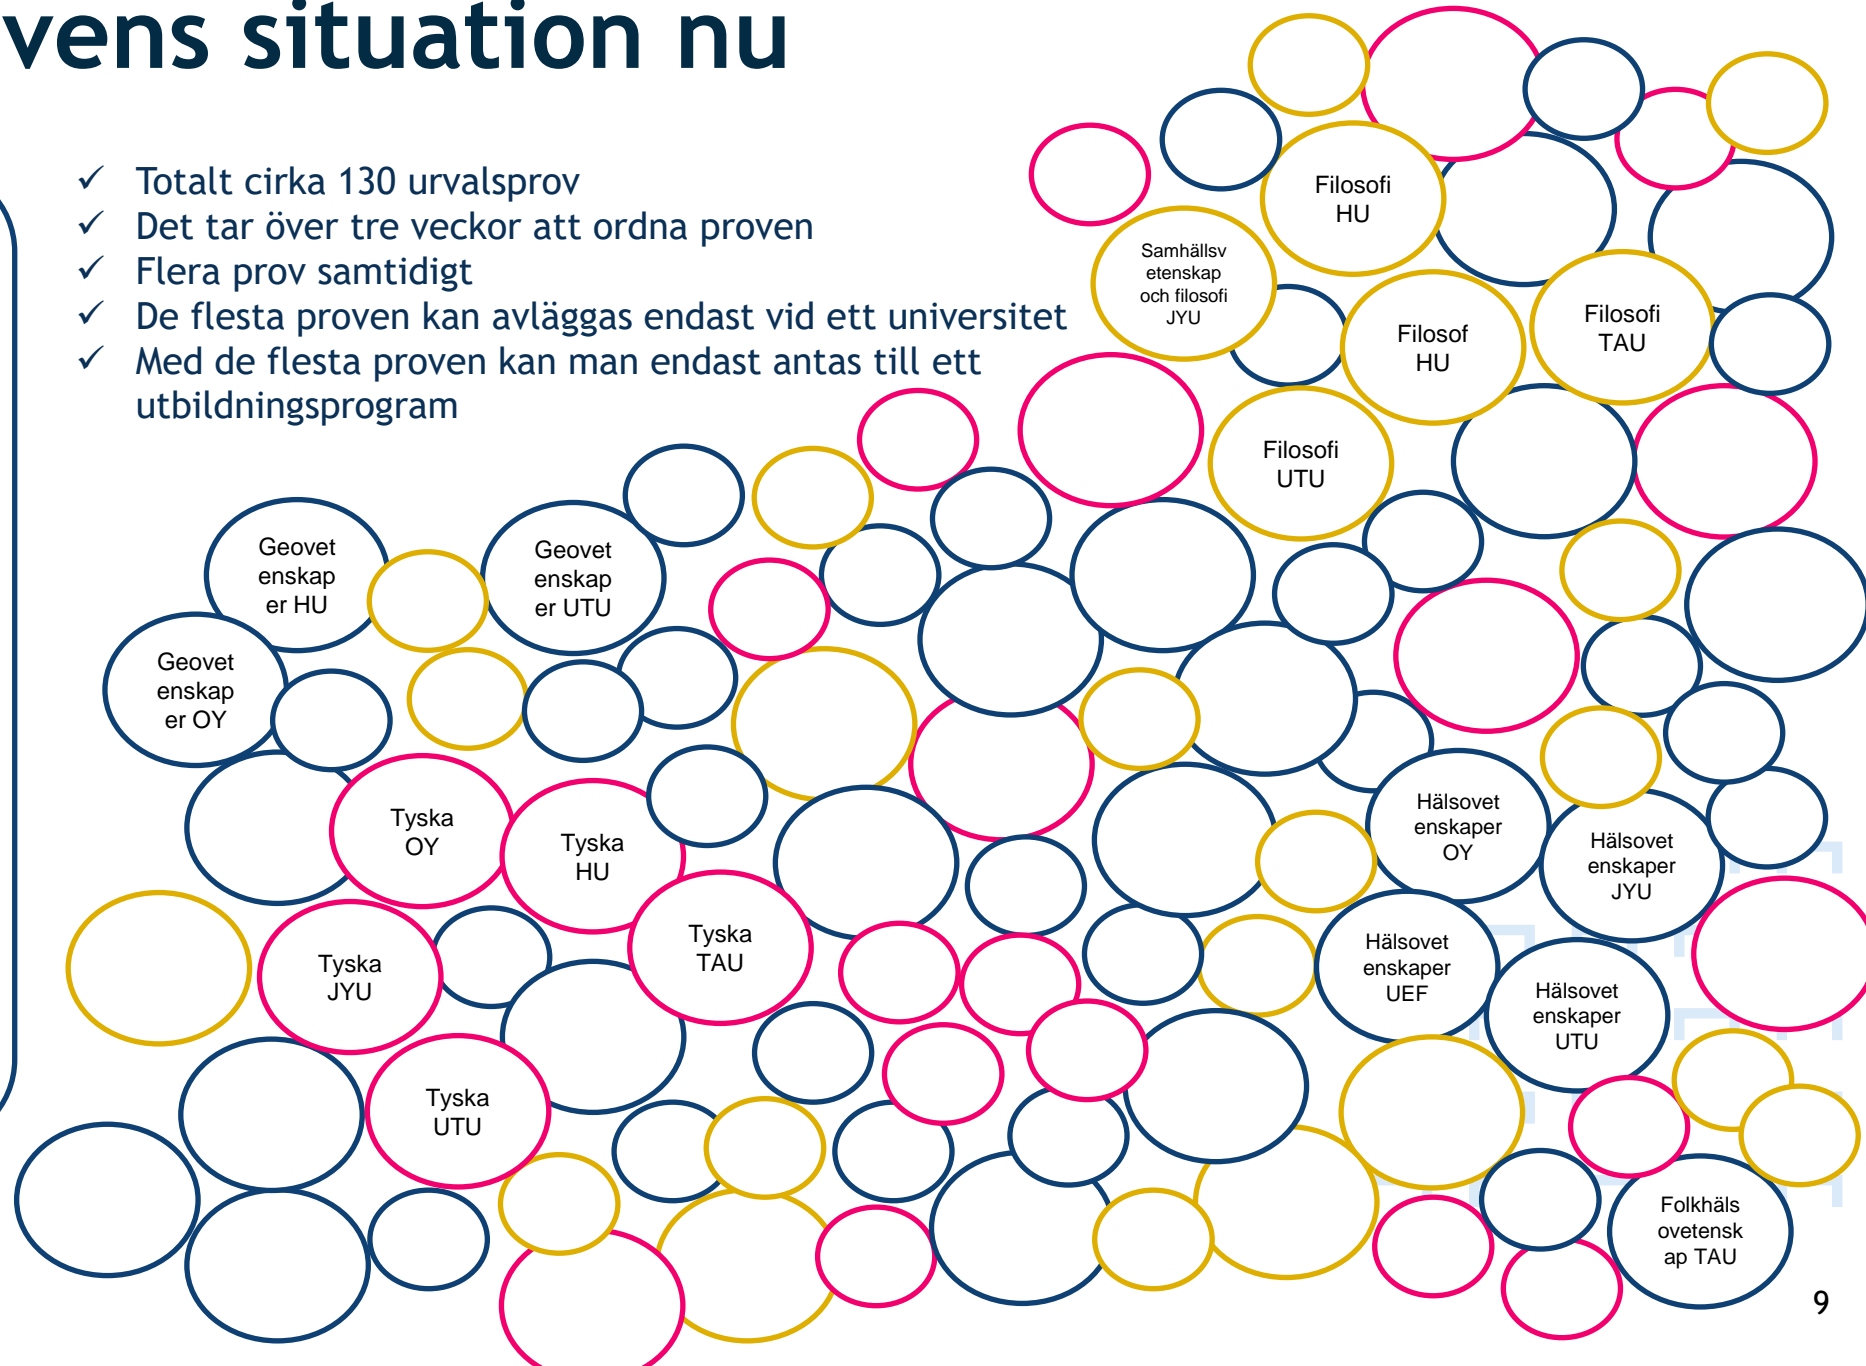 vens situation nu
✓ Totalt cirka 130 urvalsprov
✓ Det tar över tre veckor att ordna proven
✓ Flera prov samtidigt
✓ De flesta proven kan avläggas endast vid ett universitet
✓ Med de flesta proven kan man endast antas till ett
utbildningsprogram
Filosofi
HU
Samhällsv
etenskap
och filosofi
JYU
Filosof
HU
Filosofi
TAU
Filosofi
UTU
Geovet
enskap
er HU
Geovet
enskap
er UTU
Geovet
enskap
er OY
Tyska
OY
Tyska
HU
Tyska
TAU
Tyska
JYU
Tyska
UTU
Hälsovet
enskaper
OY
Hälsovet
enskaper
JYU
Hälsovet
enskaper
UEF
Hälsovet
enskaper
UTU
Folkhäls
ovetensk
ap TAU
9